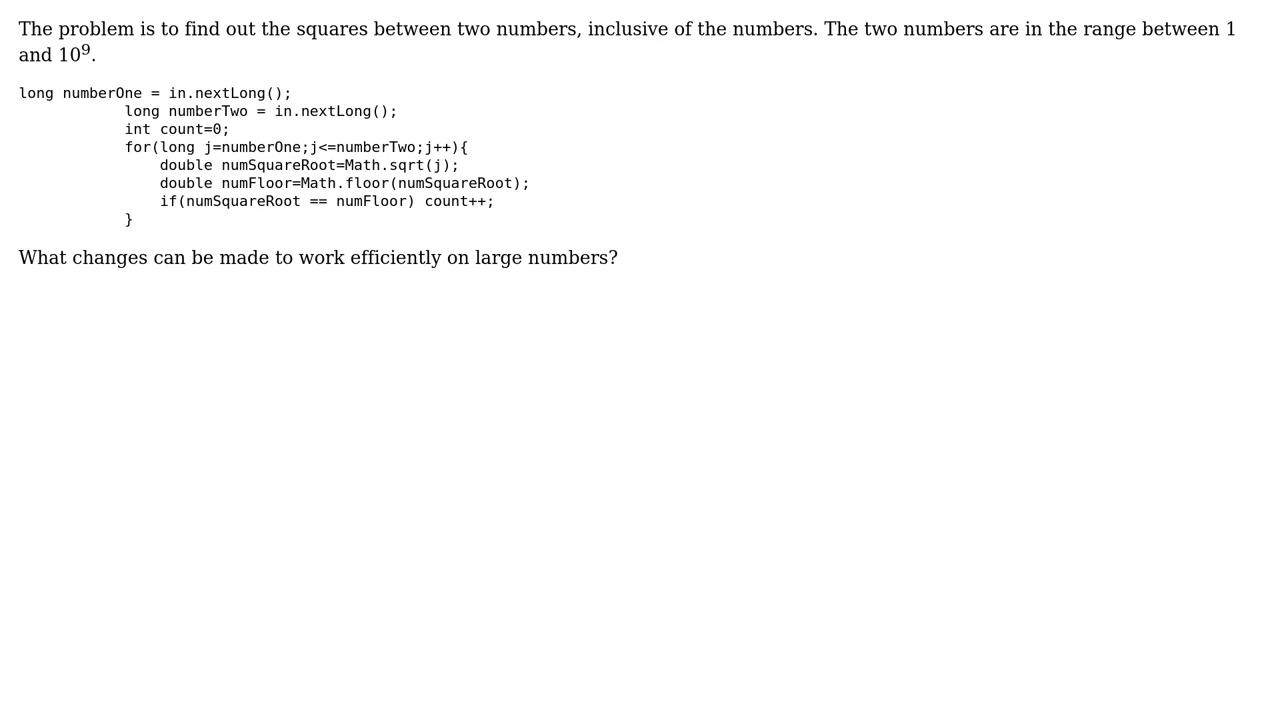 The problem is to find out the squares between two numbers, inclusive of the numbers. The two numbers are in the range between 1
and 10⁹.
long numberOne = in.nextLong();
            long numberTwo = in.nextLong();
            int count=0;
            for(long j=numberOne;j<=numberTwo;j++){
                double numSquareRoot=Math.sqrt(j);
                double numFloor=Math.floor(numSquareRoot);
                if(numSquareRoot == numFloor) count++;
            }
What changes can be made to work efficiently on large numbers?